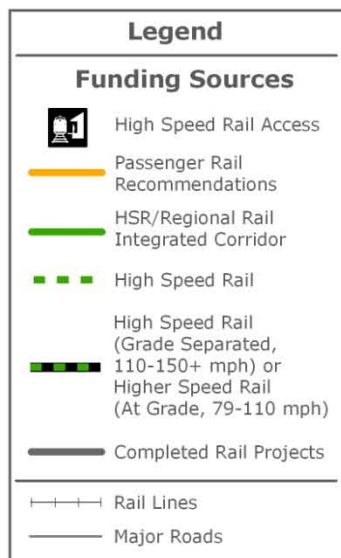 Legend
Funding Sources
High Speed Rail Access
Passenger Rail
Recommendations
HSR/Regional Rail
Integrated Corridor
High Speed Rail
High Speed Rail
(Grade Separated,
110-150+ mph) or
Higher Speed Rail
(At Grade, 79-110 mph)
Completed Rail Projects
Rail Lines
Major Roads